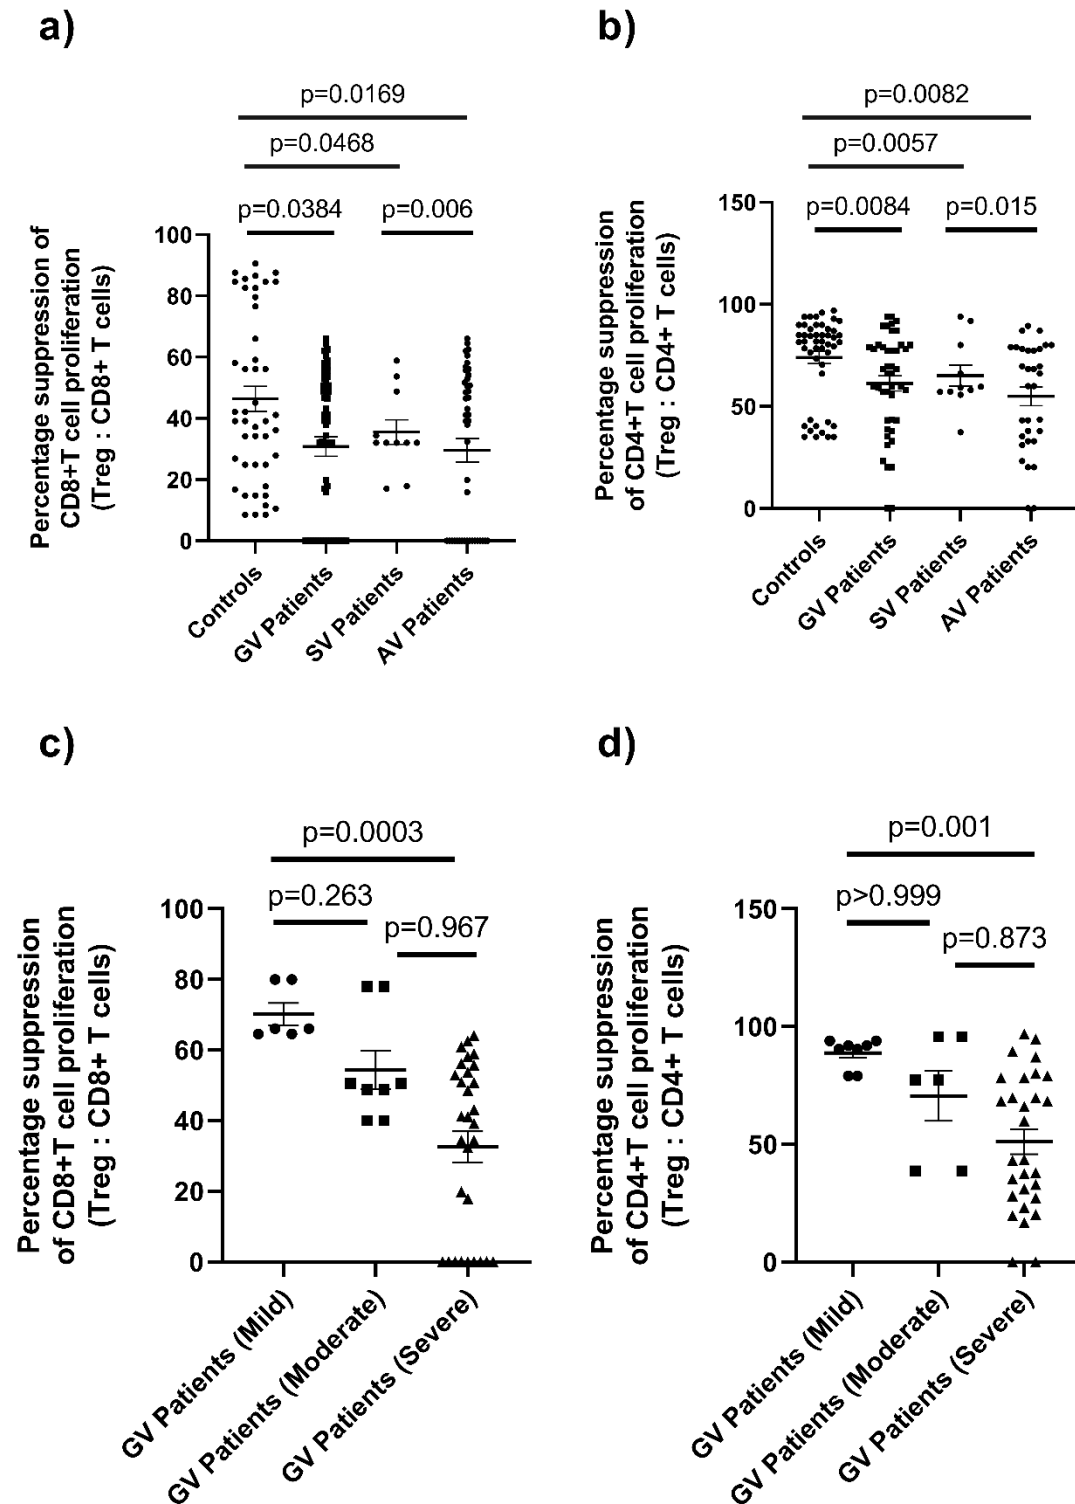 a)
p=0.0169
p=0.0468
p=0.0384
p=0.006
Percentage suppression of
CD8+T cell proliferation
(Treg : CD8+ T cells)
100
80
60
40
20
0
Controls
GV Patients
SV Patients
AV Patients
b)
p=0.0082
p=0.0057
p=0.0084
p=0.015
Percentage suppression
of CD4+T cell proliferation
(Treg : CD4+ T cells)
150
100
50
0
Controls
GV Patients
SV Patients
AV Patients
c)
p=0.0003
p=0.263
p=0.967
Percentage suppression
of CD8+T cell proliferation
(Treg : CD8+ T cells)
100
80
60
40
20
0
GV Patients (Mild)
GV Patients (Moderate)
GV Patients (Severe)
d)
p=0.001
p>0.999
p=0.873
Percentage suppression
of CD4+T cell proliferation
(Treg : CD4+ T cells)
150
100
50
0
GV Patients (Mild)
GV Patients (Moderate)
GV Patients (Severe)